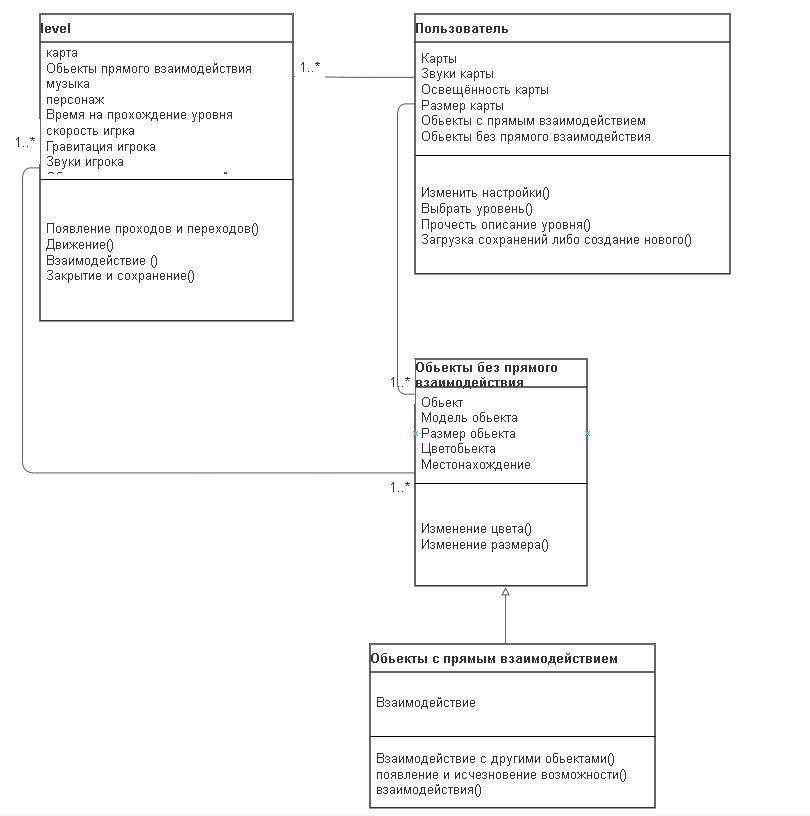 level
карта
Обьекты прямого взаимодействия
музыка
персонаж
Время на прохождение уровня
скорость игрка
Гравитация игрока
Звуки игрока
Появление проходов и переходов()
Движение()
Взаимодействие ()
Закрытие и сохранение()
1..*
1..*
Пользователь
Карты
Звуки карты
Освещённость карты
Размер карты
Обьекты с прямым взаимодействием
Обьекты без прямого взаимодействия
Изменить настройки()
Выбрать уровень()
Прочесть описание уровня()
Загрузка сохранений либо создание нового()
1..*
1..*
Обьекты без прямого
взаимодействия
Обьект
Модель обьекта
Размер обьекта
Цветобьекта
Местонахождение
Изменение цвета()
Изменение размера()
Обьекты с прямым взаимодействием
Взаимодействие
Взаимодействие с другими обьектами()
появление и исчезновение возможности()
взаимодействия()